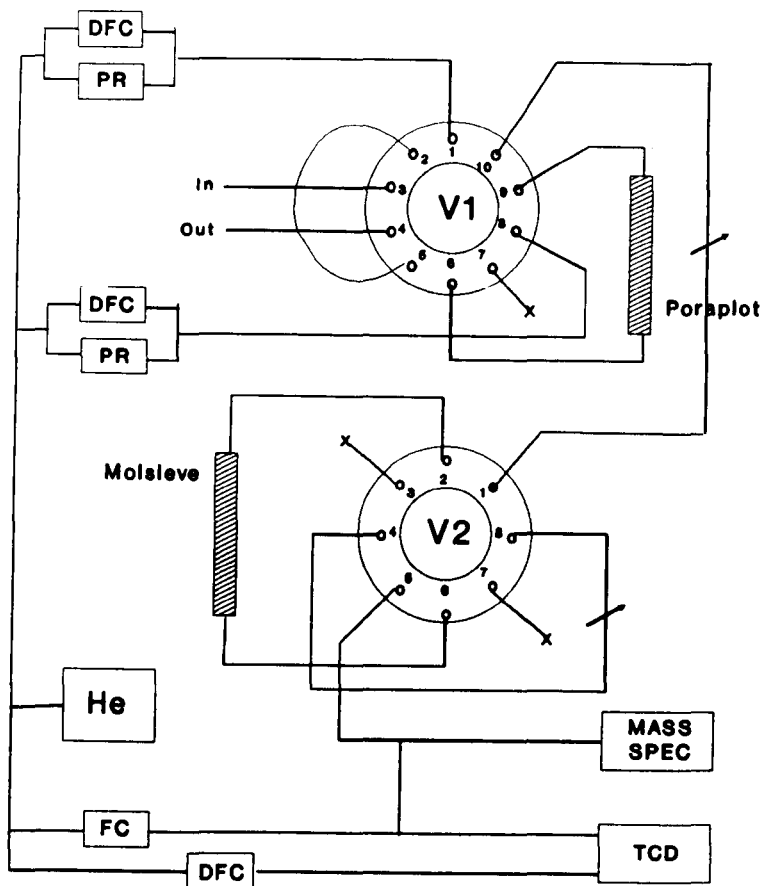 DFC
PR
1
2
10
In
3
9
V1
Out
4
8
5
6
7
DFC
PR
Poraplot
Molsieve
x
x
2
3
1
4
V2
8
5
6
7
x
He
MASS
SPEC
FC
TCD
DFC